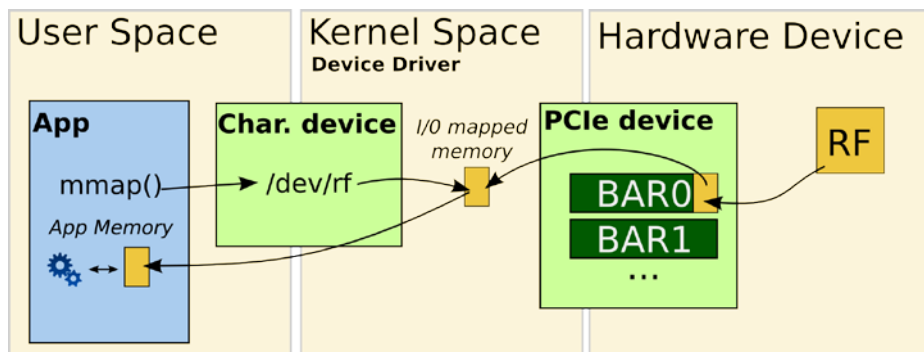 User Space
Kernel Space
Device Driver
Hardware Device
App
mmap()
App Memory
Char. device
/dev/rf
I/0 mapped
memory
PCIe device
BAR0
BAR1
...
RF